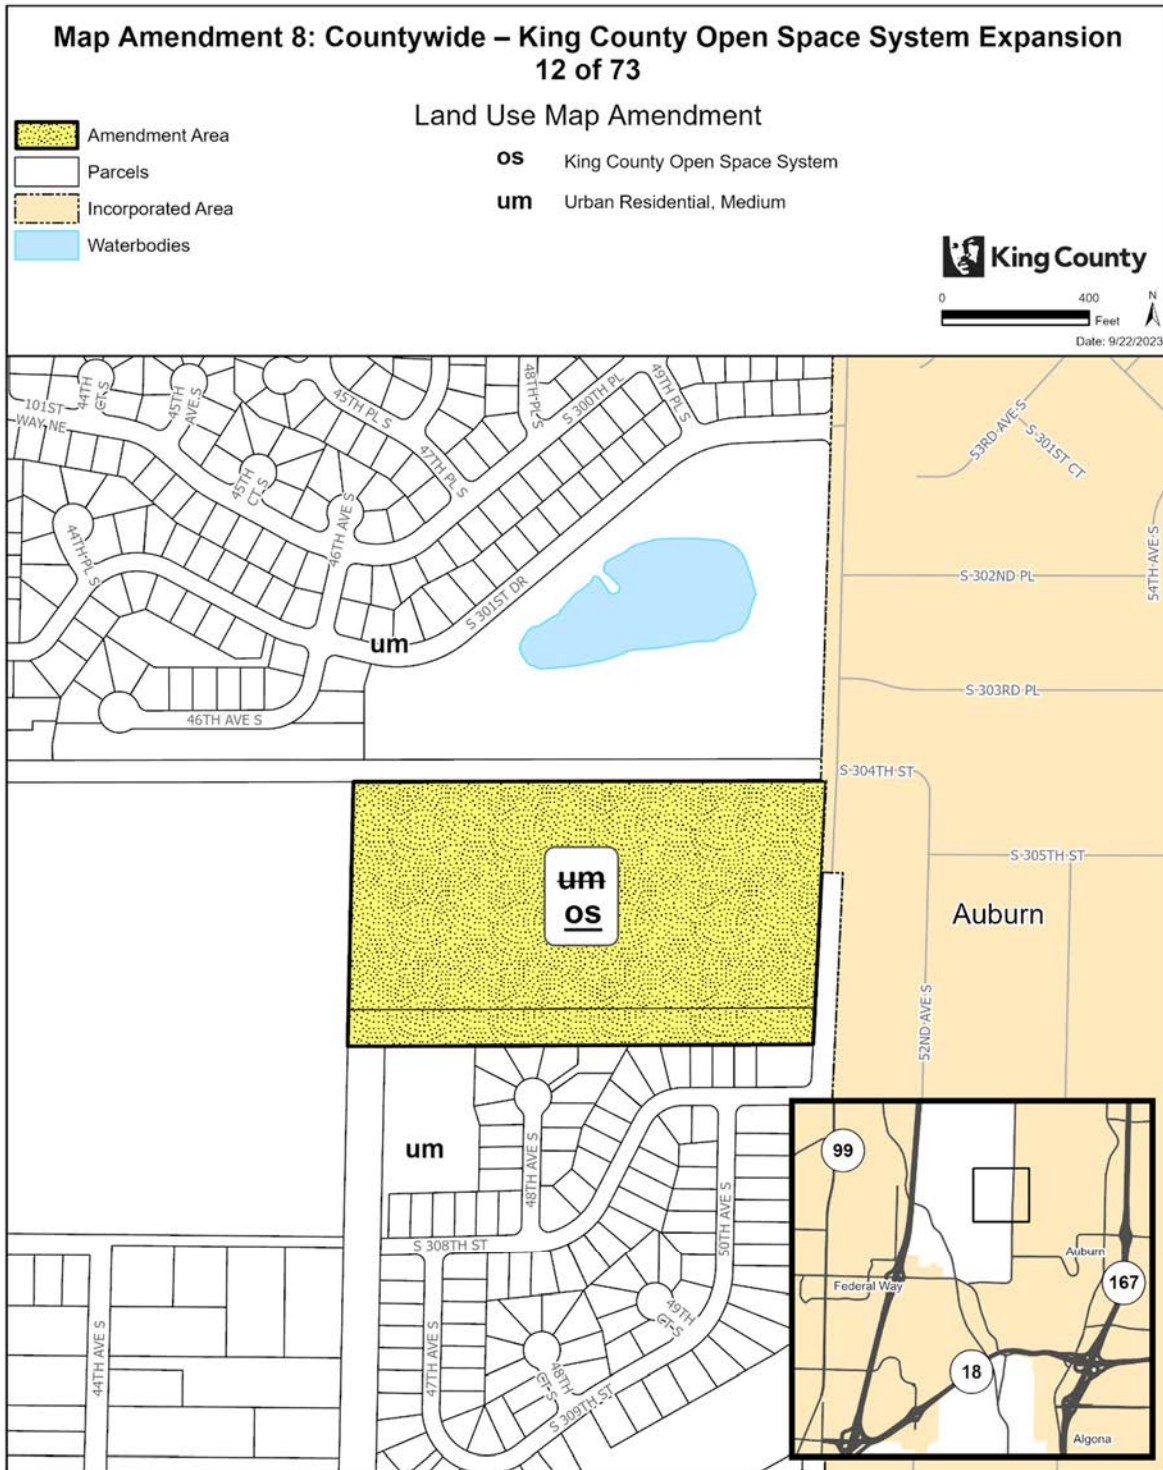 Map Amendment 8: Countywide – King County Open Space System Expansion
12 of 73
Land Use Map Amendment
Amendment Area
Parcels
Incorporated Area
Waterbodies
os King County Open Space System
um Urban Residential, Medium
King County
0 400
Feet
N
Date: 9/22/2023
44TH CT S
45TH AVE S
101ST WAY NE
45TH PL S
48TH PL S
S 300TH PL
49TH PL S
47TH PL S
45TH CT S
46TH AVE S
44TH PL S
S 301ST DR
um
46TH AVE S
53RD AVE S
S 301ST CT
54TH AVE S
S 302ND PL
S 303RD PL
S 304TH ST
S 305TH ST
um
os
Auburn
52ND AVE S
um
48TH AVE S
50TH AVE S
S 308TH ST
49TH CT S
44TH AVE S
47TH AVE S
48TH CT S
S 309TH ST
99
Auburn
Federal Way
167
18
Algona